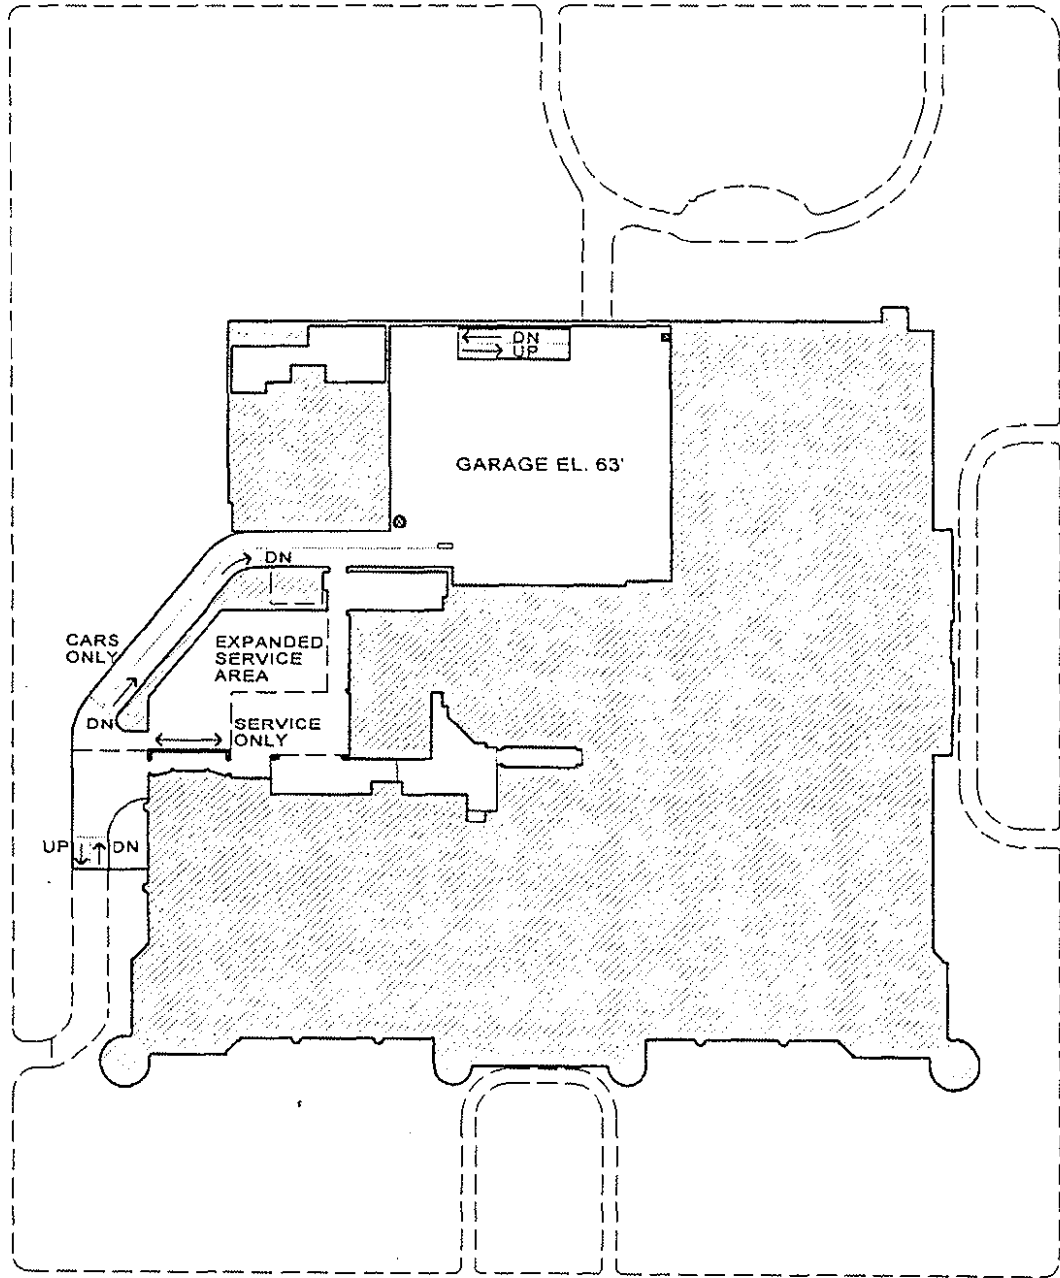 DN
UP
GARAGE EL. 63'
DN
CARS
ONLY
EXPANDED
SERVICE
AREA
DN
SERVICE
ONLY
UP
DN